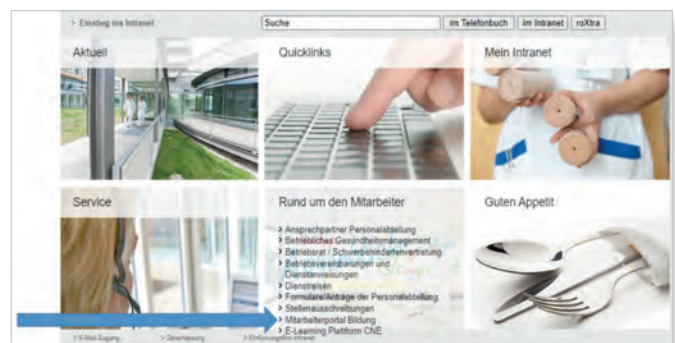 > Einstieg ins Intranet
Suche
im Telefonbuch
im Intranet
roXtra
Aktuell
Quicklinks
Mein Intranet
Service
Rund um den Mitarbeiter
Guten Appetit
> Ansprechpartner Personalabteilung
> Betriebliches Gesundheitsmanagement
> Betriebsrat / Schwerbehindertenvertretung
> Betriebsvereinbarungen und
Dienstanweisungen
> Dienstreisen
> Formulare/Anträge der Personalabteilung
> Stellenausschreibungen
> Mitarbeiterportal Bildung
> E-Learning Plattform CNE
> E-Mail Zugang
> Zeiterfassung
> Einführungsfilm Intranet